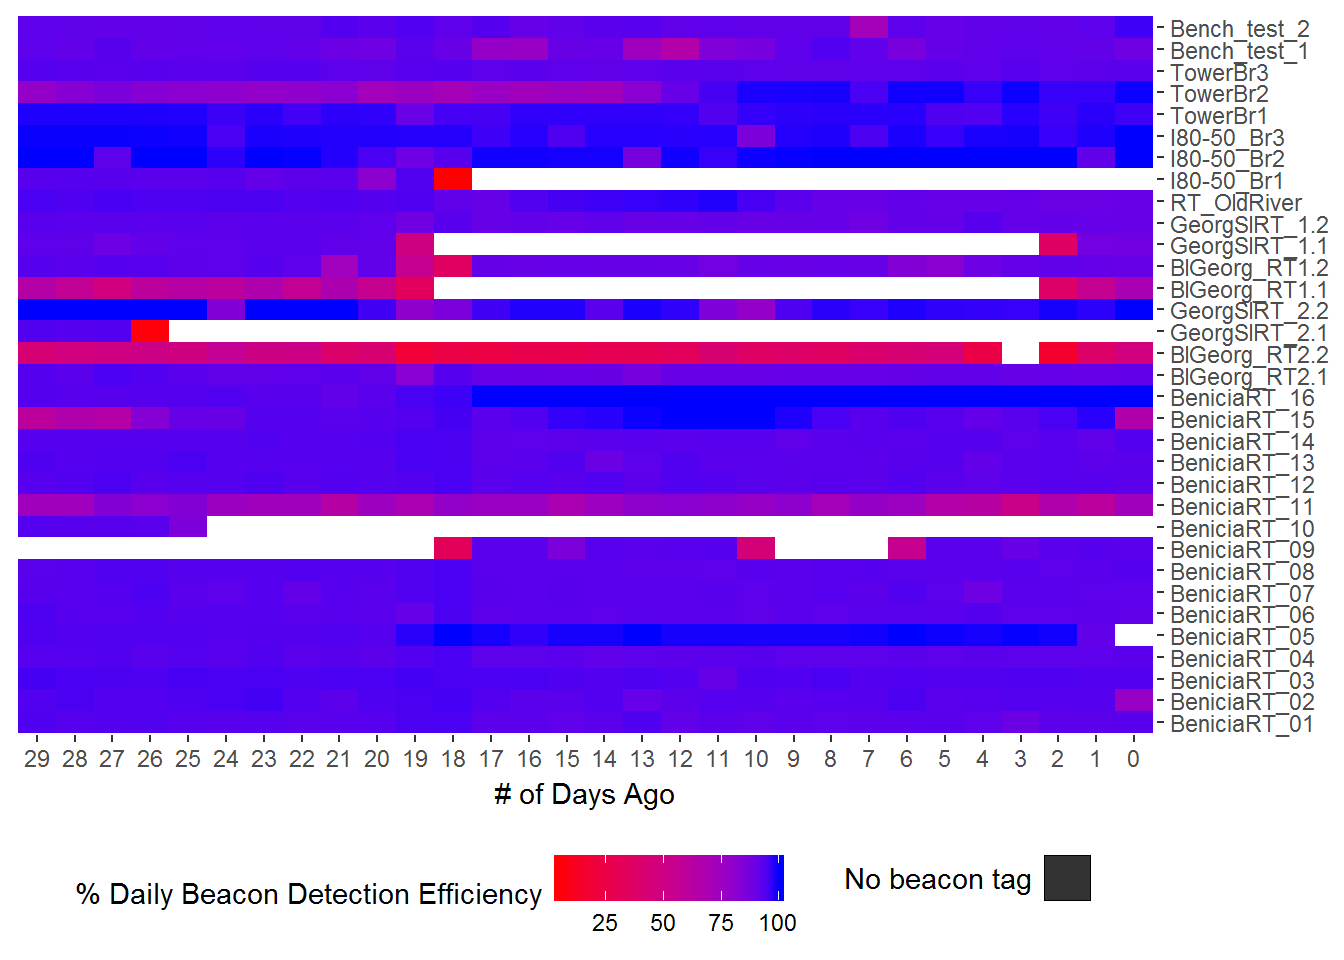 Bench_test_2
Bench_test_1
TowerBr3
TowerBr2
TowerBr1
I80-50_Br3
I80-50_Br2
I80-50_Br1
RT_OldRiver
GeorgSlRT_1.2
GeorgSlRT_1.1
BlGeorg_RT1.2
BlGeorg_RT1.1
GeorgSlRT_2.2
GeorgSlRT_2.1
BlGeorg_RT2.2
BlGeorg_RT2.1
BeniciaRT_16
BeniciaRT_15
BeniciaRT_14
BeniciaRT_13
BeniciaRT_12
BeniciaRT_11
BeniciaRT_10
BeniciaRT_09
BeniciaRT_08
BeniciaRT_07
BeniciaRT_06
BeniciaRT_05
BeniciaRT_04
BeniciaRT_03
BeniciaRT_02
BeniciaRT_01
29 28 27 26 25 24 23 22 21 20 19 18 17 16 15 14 13 12 11 10 9 8 7 6 5 4 3 2 1 0
# of Days Ago
% Daily Beacon Detection Efficiency
25 50 75 100
No beacon tag